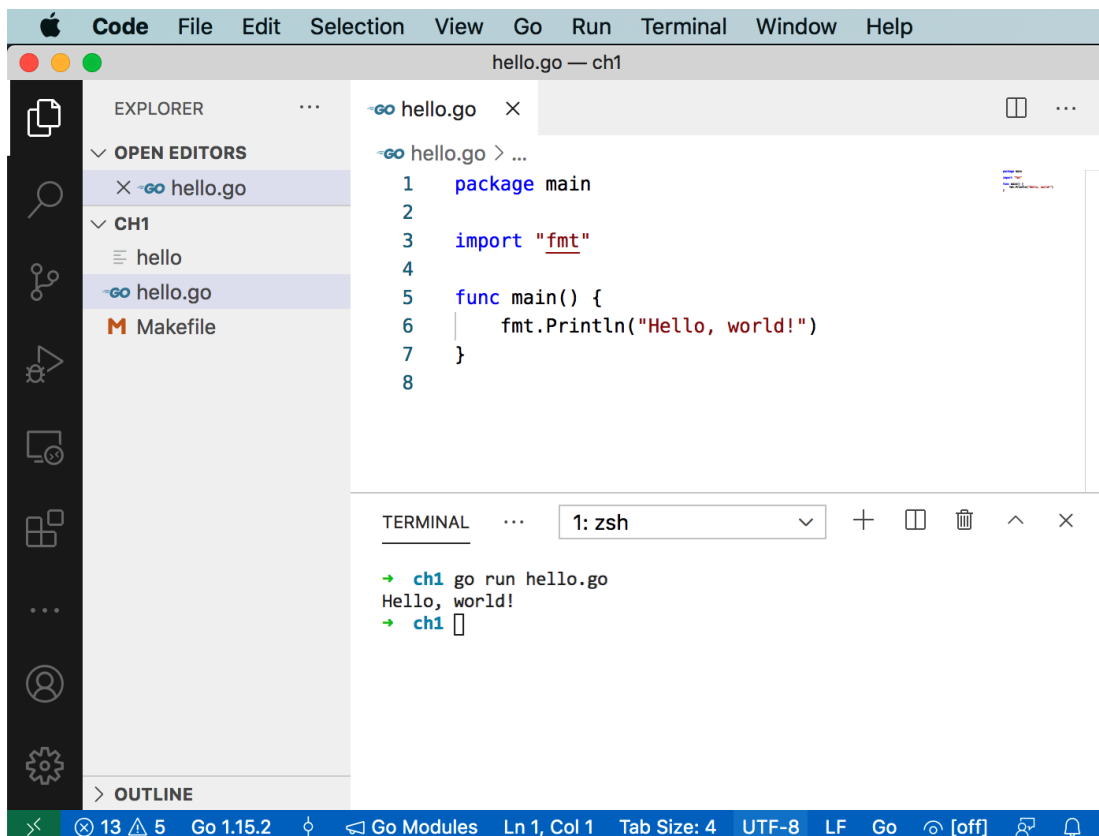 Code File Edit Selection View Go Run Terminal Window Help
hello.go — ch1
EXPLORER ...
OPEN EDITORS
GO hello.go
CH1
hello
GO hello.go
M Makefile
OUTLINE
GO hello.go
GO hello.go > ...
1 package main
2
3 import "fmt"
4
5 func main() {
6 fmt.Println("Hello, world!")
7 }
8
TERMINAL ... 1: zsh
→ ch1 go run hello.go
Hello, world!
→ ch1
13 5 Go 1.15.2 Go Modules Ln 1, Col 1 Tab Size: 4 UTF-8 LF Go [off]